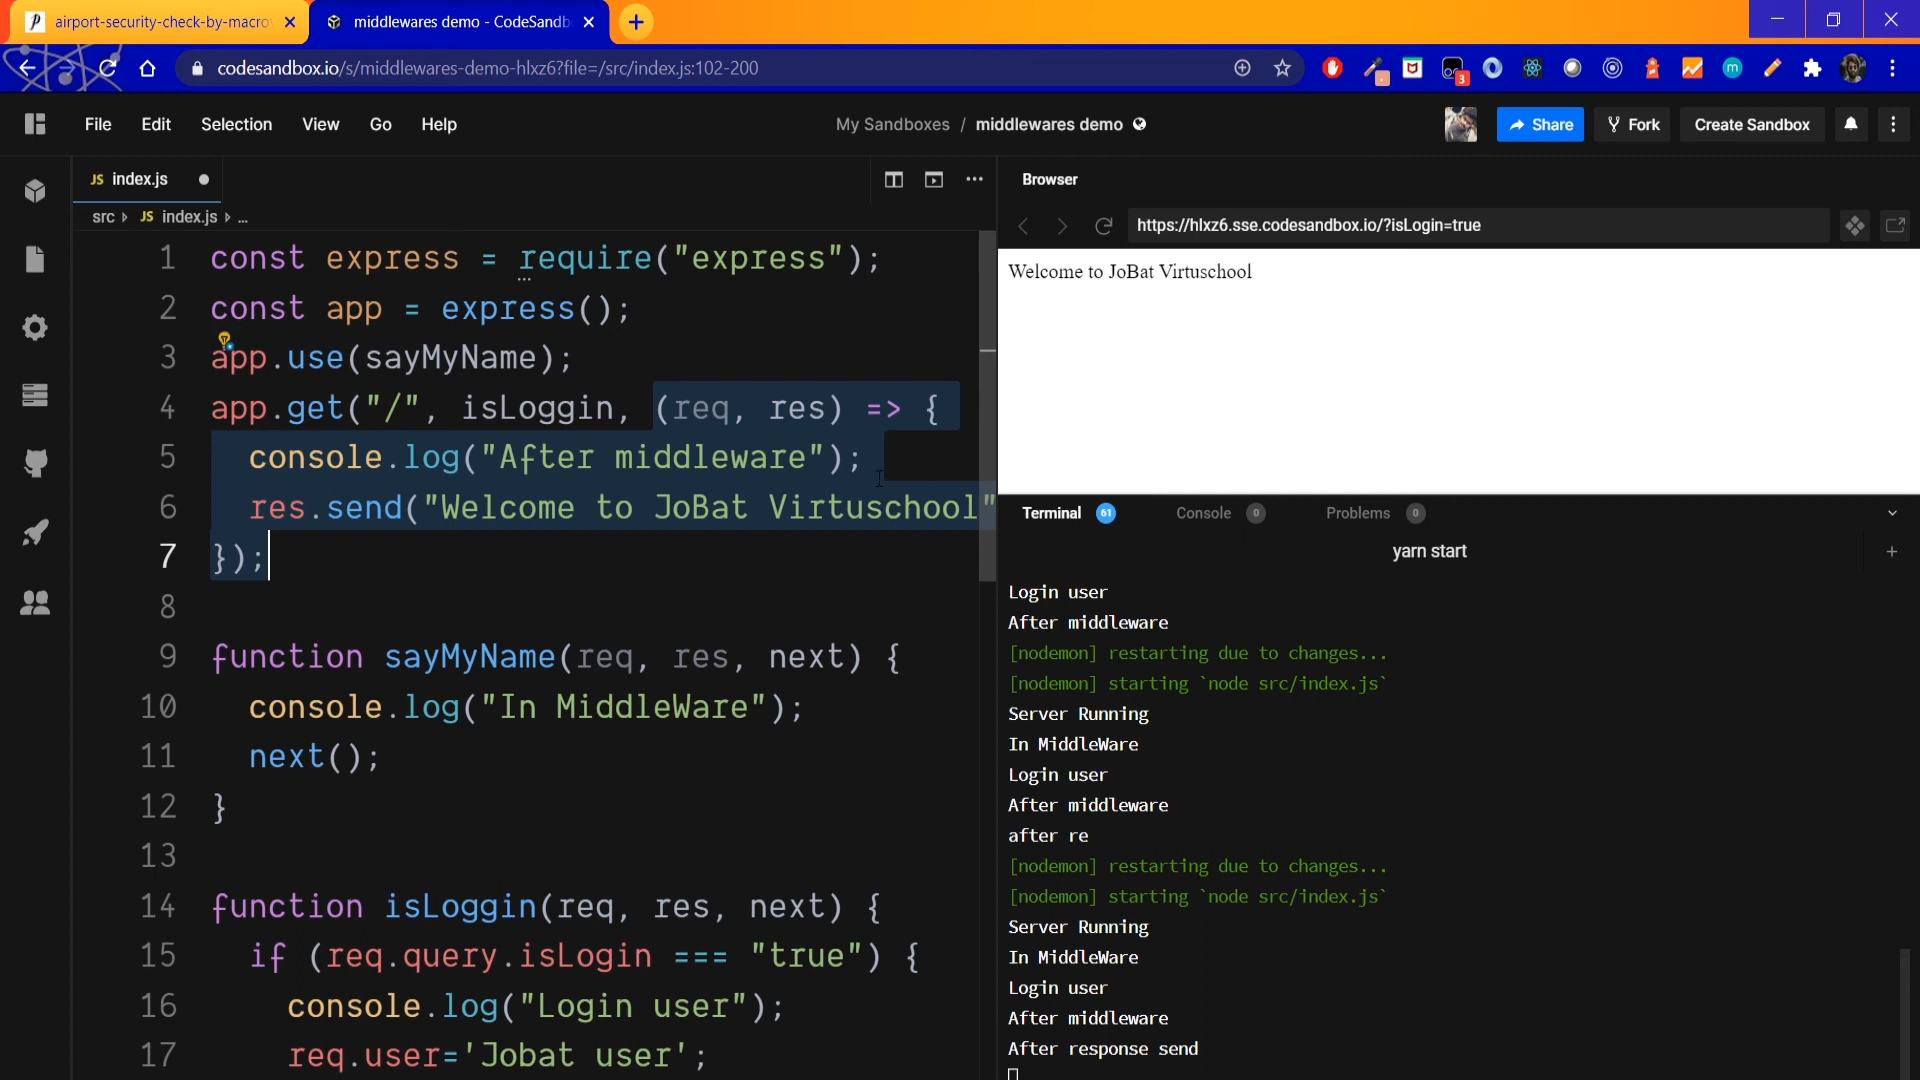 airport-security-check-by-macro
middlewares demo - CodeSandb
codesandbox.io/s/middlewares-demo-hlxz6?file=/src/index.js:102-200
3
File Edit Selection View Go Help
My Sandboxes / middlewares demo
Share
Fork
Create Sandbox
JS index.js
src JS index.js ...
1 const express = require("express");
2 const app = express();
3 app.use(sayMyName);
4 app.get("/", isLoggin, (req, res) => {
5 console.log("After middleware");
6 res.send("Welcome to JoBat Virtuschool"
7 });
8
9 function sayMyName(req, res, next) {
10 console.log("In MiddleWare");
11 next();
12 }
13
14 function isLoggin(req, res, next) {
15 if (req.query.isLogin === "true") {
16 console.log("Login user");
17 req.user='Jobat user';
Browser
https://hlxz6.sse.codesandbox.io/?isLogin=true
Welcome to JoBat Virtuschool
Terminal 61 Console 0 Problems 0
yarn start
Login user
After middleware
[nodemon] restarting due to changes...
[nodemon] starting `node src/index.js`
Server Running
In MiddleWare
Login user
After middleware
after re
[nodemon] restarting due to changes...
[nodemon] starting `node src/index.js`
Server Running
In MiddleWare
Login user
After middleware
After response send